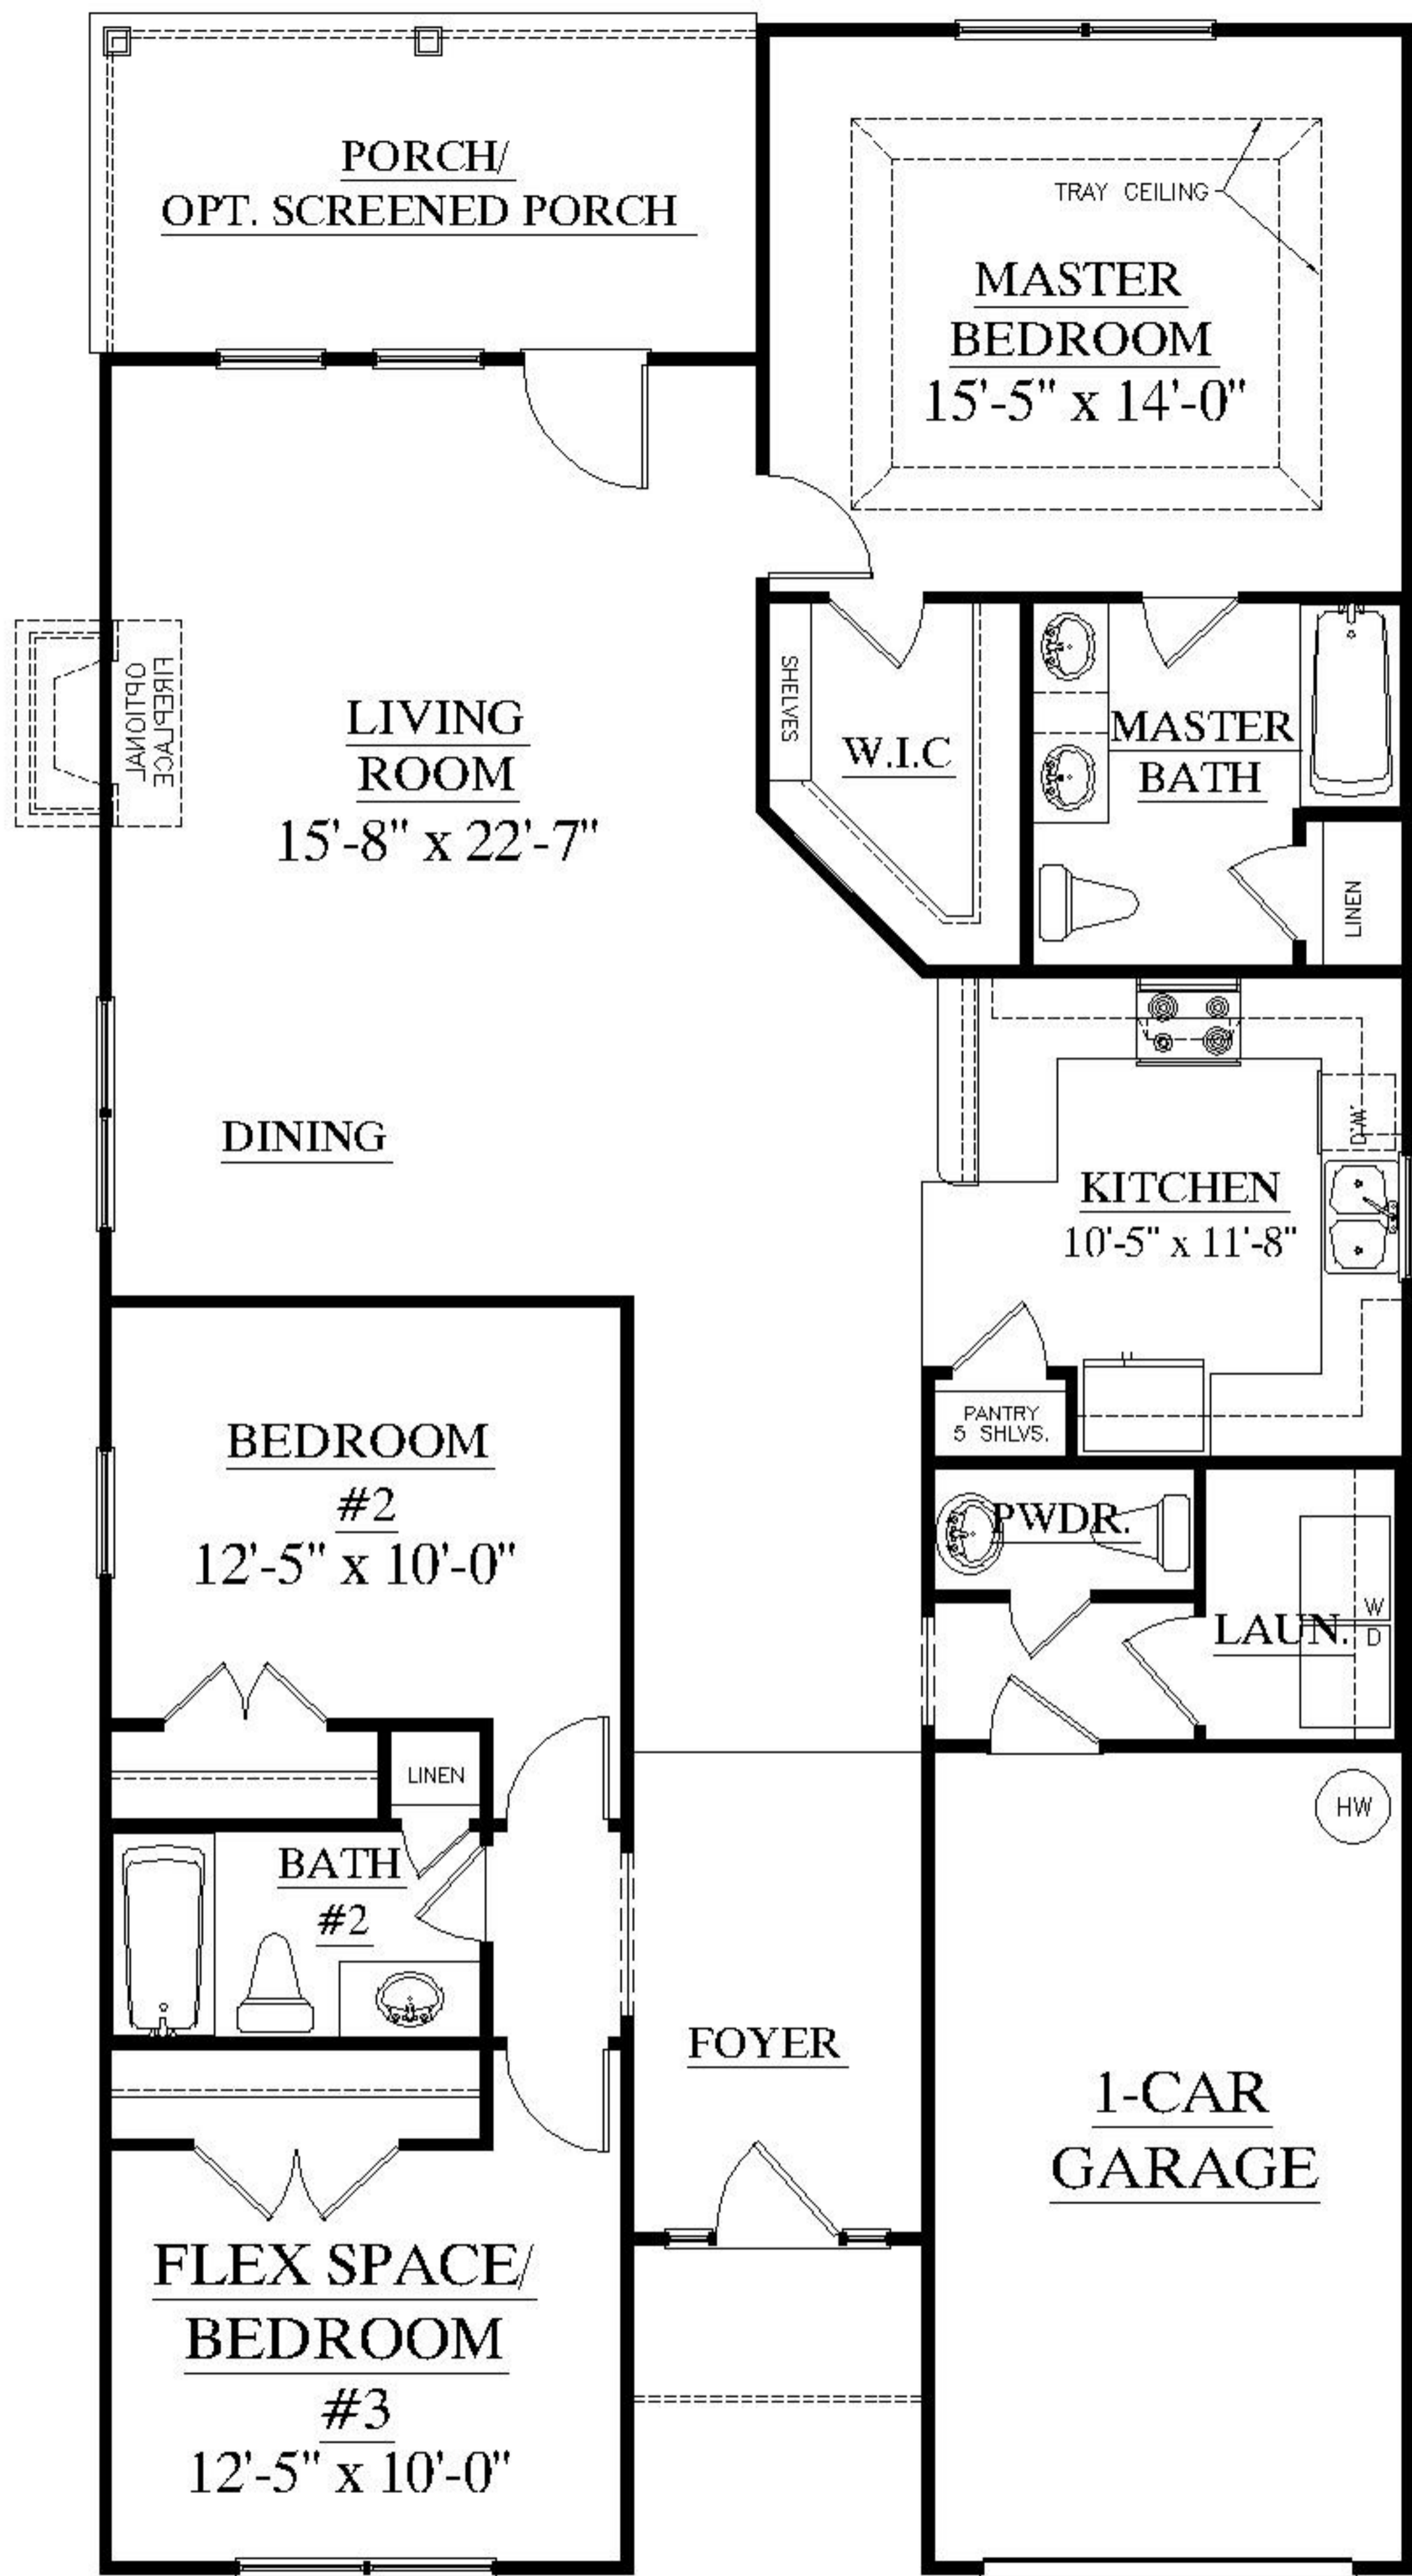 PORCH/
OPT. SCREENED PORCH
TRAY CEILING
MASTER
BEDROOM
15'-5" x 14'-0"
OPTIONAL
FIREPLACE
LIVING
ROOM
15'-8" x 22'-7"
SHELVES
W.I.C
MASTER
BATH
LINEN
DINING
D.W.
KITCHEN
10'-5" x 11'-8"
PANTRY
5 SHLVS.
BEDROOM
#2
12'-5" x 10'-0"
PWDR.
LAUN.
W
D
LINEN
HW
BATH
#2
FOYER
1-CAR
GARAGE
FLEX SPACE/
BEDROOM
#3
12'-5" x 10'-0"